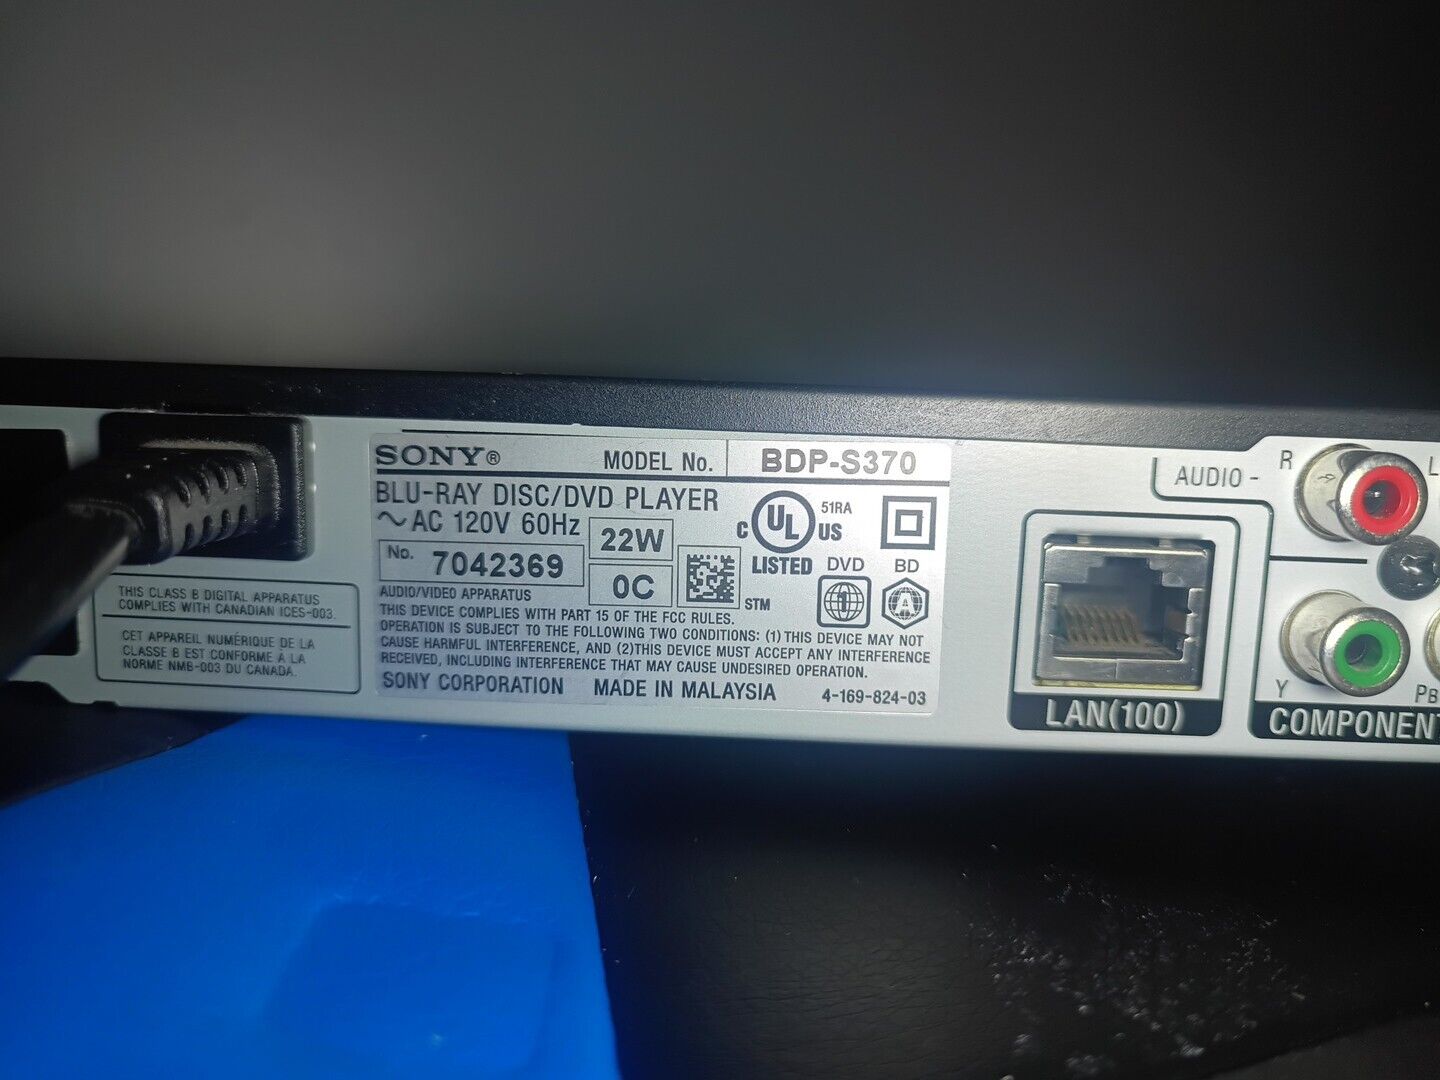 SONY® MODEL No. BDP-S370
BLU-RAY DISC/DVD PLAYER
~ AC 120V 60Hz 22W
No. 7042369 0C
C UL US 51RA
LISTED
DVD BD
1 A
STM
AUDIO/VIDEO APPARATUS
THIS DEVICE COMPLIES WITH PART 15 OF THE FCC RULES.
OPERATION IS SUBJECT TO THE FOLLOWING TWO CONDITIONS: (1) THIS DEVICE MAY NOT
CAUSE HARMFUL INTERFERENCE, AND (2)THIS DEVICE MUST ACCEPT ANY INTERFERENCE
RECEIVED, INCLUDING INTERFERENCE THAT MAY CAUSE UNDESIRED OPERATION.
SONY CORPORATION MADE IN MALAYSIA 4-169-824-03
THIS CLASS B DIGITAL APPARATUS
COMPLIES WITH CANADIAN ICES-003.
CET APPAREIL NUMÉRIQUE DE LA
CLASSE B EST CONFORME A LA
NORME NMB-003 DU CANADA.
LAN(100)
AUDIO - R L
Y PB
COMPONENT